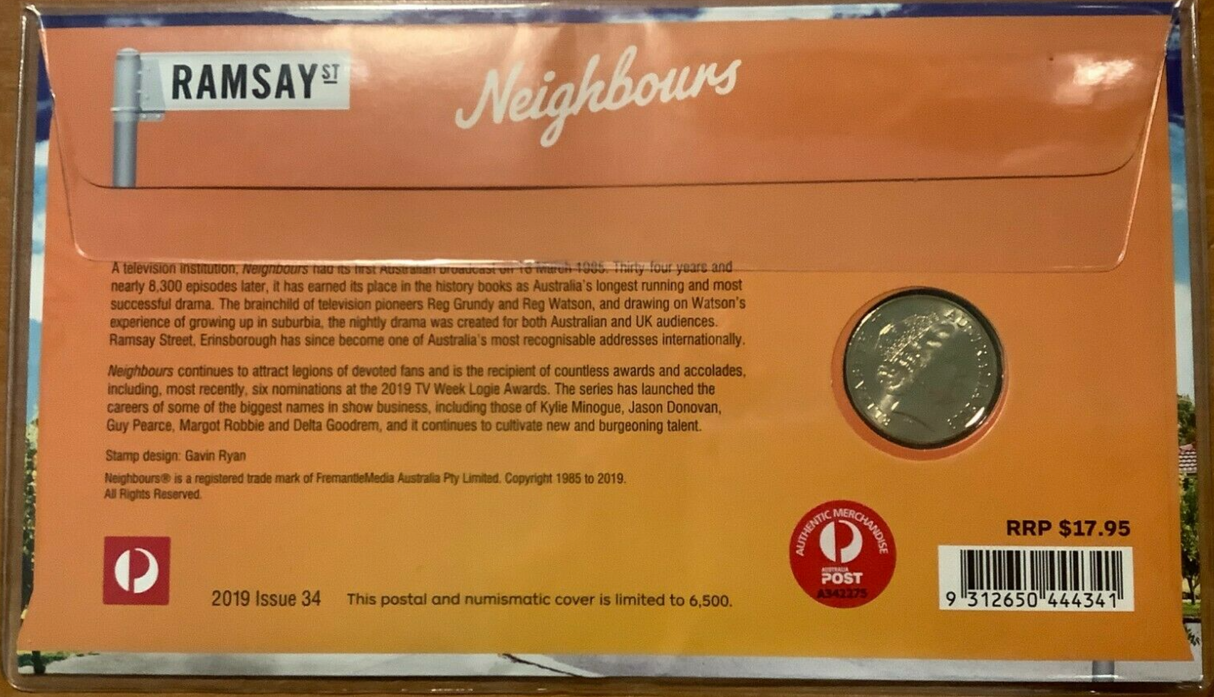 RAMSAY ST
Neighbours
A television institution, Neighbours had its first Australian broadcast on 18 March 1985. Thirty four years and
nearly 8,300 episodes later, it has earned its place in the history books as Australia's longest running and most
successful drama. The brainchild of television pioneers Reg Grundy and Reg Watson, and drawing on Watson's
experience of growing up in suburbia, the nightly drama was created for both Australian and UK audiences.
Ramsay Street, Erinsborough has since become one of Australia's most recognisable addresses internationally.
Neighbours continues to attract legions of devoted fans and is the recipient of countless awards and accolades,
including, most recently, six nominations at the 2019 TV Week Logie Awards. The series has launched the
careers of some of the biggest names in show business, including those of Kylie Minogue, Jason Donovan,
Guy Pearce, Margot Robbie and Delta Goodrem, and it continues to cultivate new and burgeoning talent.
Stamp design: Gavin Ryan
Neighbours® is a registered trade mark of FremantleMedia Australia Pty Limited. Copyright 1985 to 2019.
All Rights Reserved.
AUSTRALIA
AUTHENTIC MERCHANDISE
AUSTRALIA
POST
A342275
RRP $17.95
9 312650 444341
2019 Issue 34
This postal and numismatic cover is limited to 6,500.